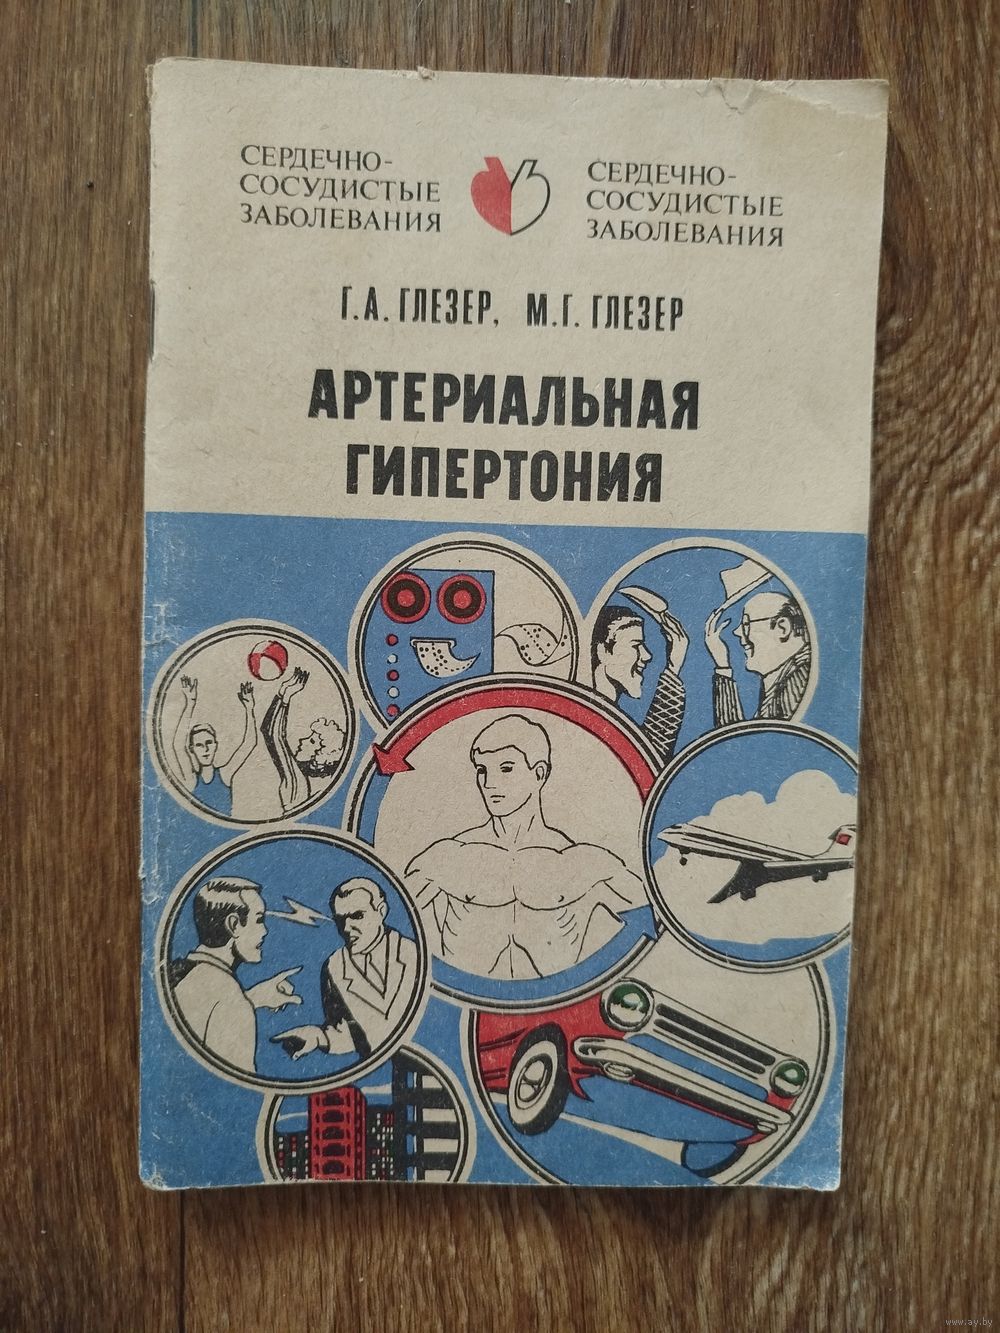 СЕРДЕЧНО-
СОСУДИСТЫЕ
ЗАБОЛЕВАНИЯ
СЕРДЕЧНО-
СОСУДИСТЫЕ
ЗАБОЛЕВАНИЯ
Г.А. ГЛЕЗЕР, М.Г. ГЛЕЗЕР
АРТЕРИАЛЬНАЯ
ГИПЕРТОНИЯ
www.ay.by